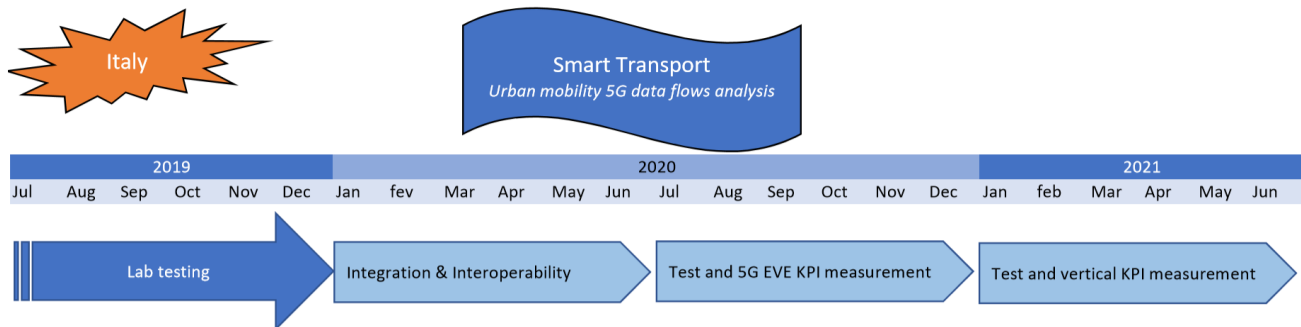 Italy
Smart Transport
Urban mobility 5G data flows analysis
2019 2020 2021
Jul Aug Sep Oct Nov Dec Jan fev Mar Apr May Jun Jul Aug Sep Oct Nov Dec Jan feb Mar Apr May Jun
Lab testing Integration & Interoperability Test and 5G EVE KPI measurement Test and vertical KPI measurement